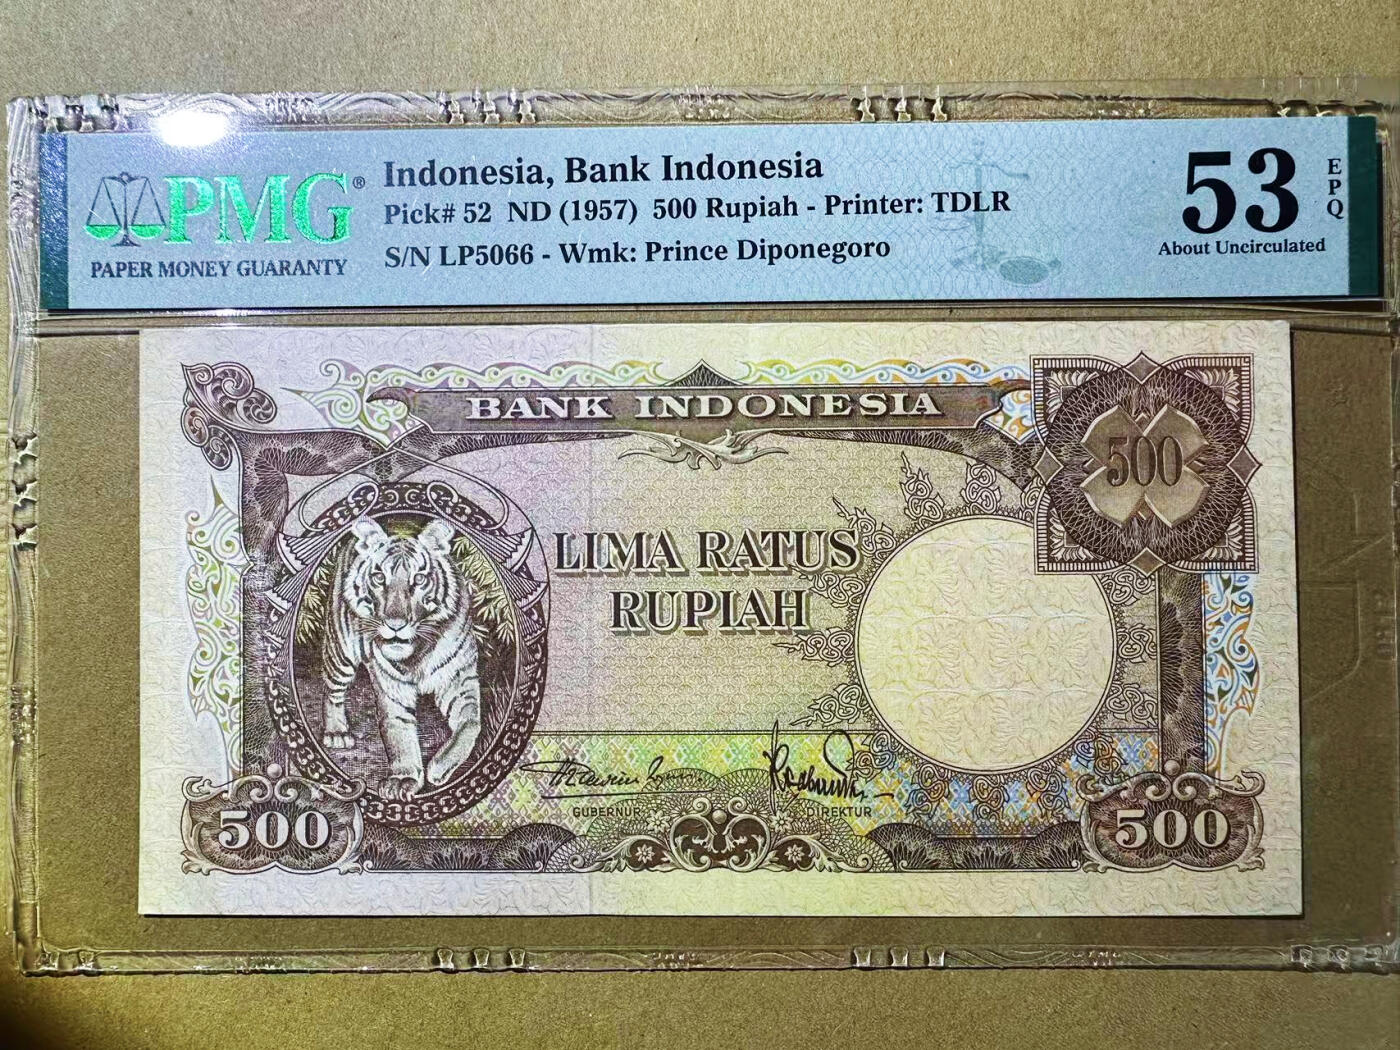 PMG®
PAPER MONEY GUARANTY
Indonesia, Bank Indonesia
Pick# 52 ND (1957) 500 Rupiah - Printer: TDLR
S/N LP5066 - Wmk: Prince Diponegoro
53
EPQ
About Uncirculated
BANK INDONESIA
500
LIMA RATUS
RUPIAH
GUBERNUR
DIREKTUR
500
500